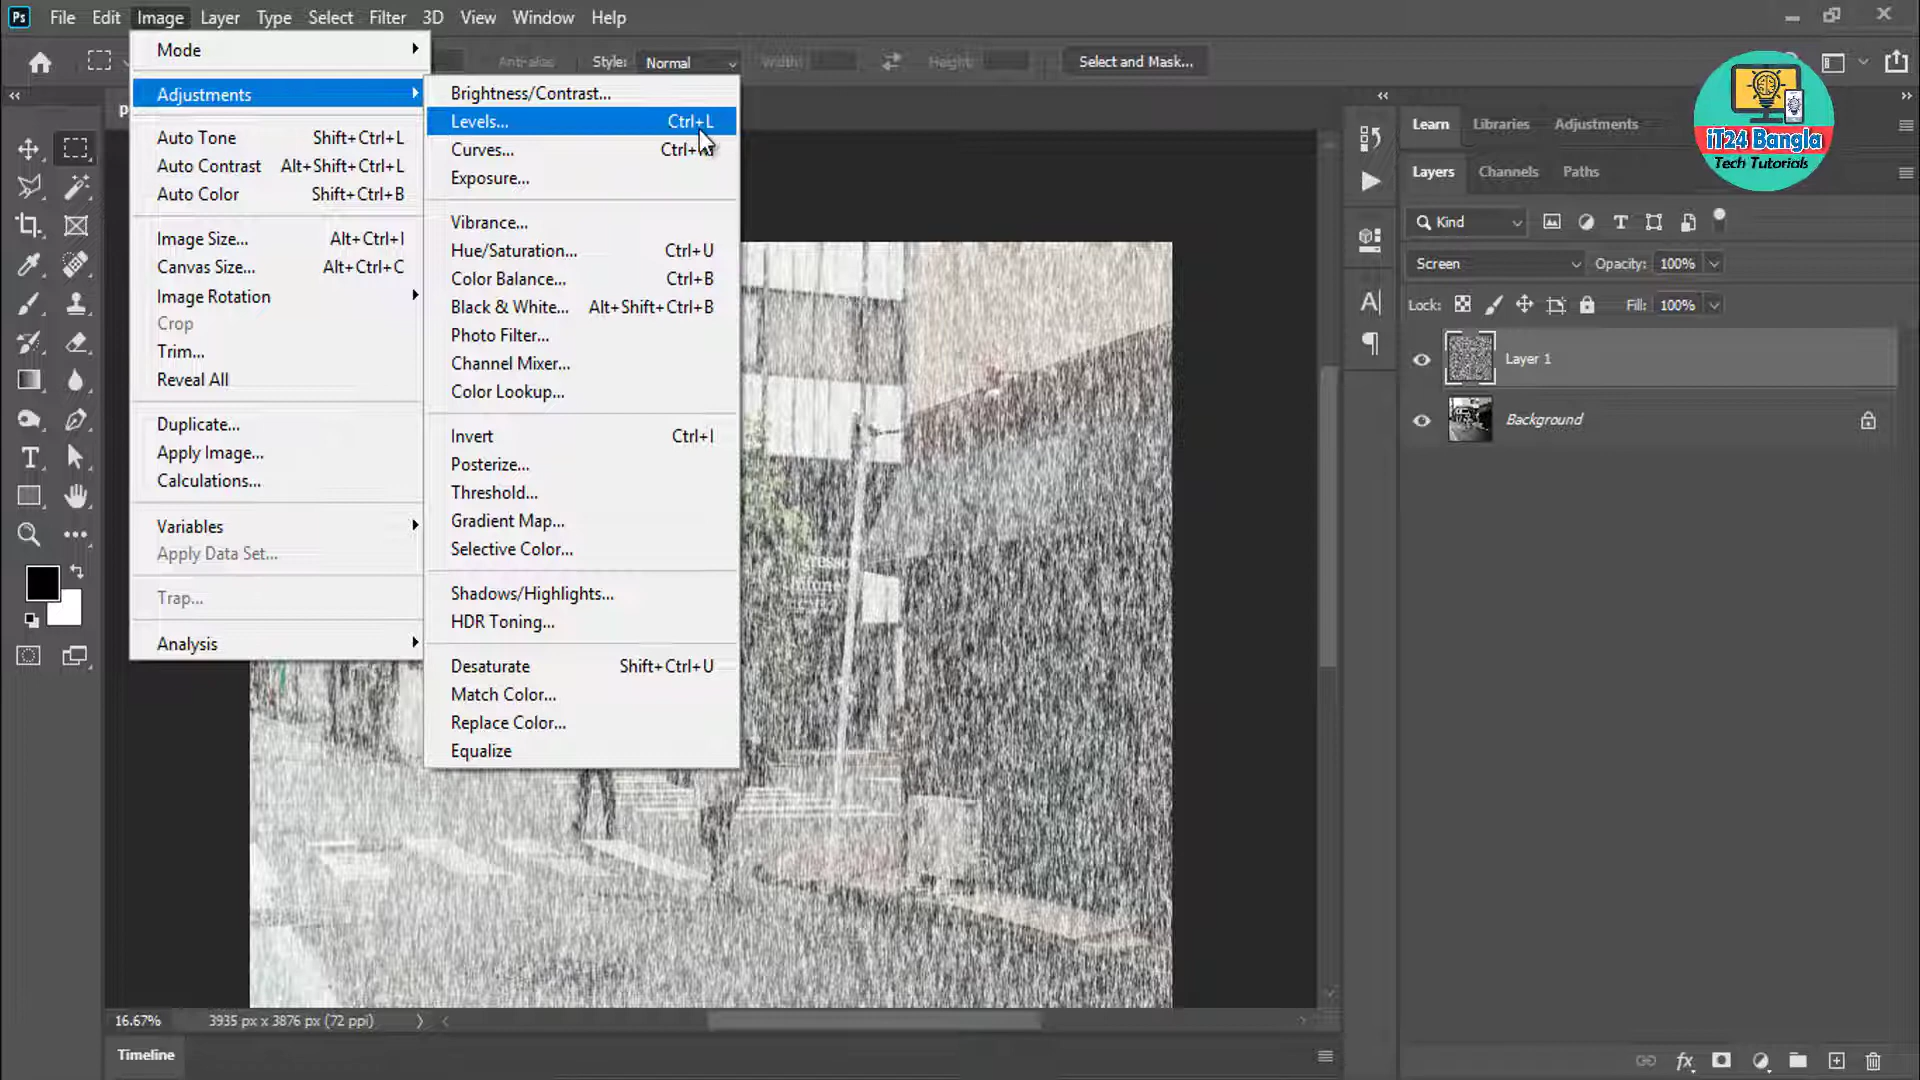 Ps File Edit Image Layer Type Select Filter 3D View Window Help
Anti-alias Style: Normal Width: Height: Select and Mask...
Mode
Adjustments
Auto Tone Shift+Ctrl+L
Auto Contrast Alt+Shift+Ctrl+L
Auto Color Shift+Ctrl+B
Image Size... Alt+Ctrl+I
Canvas Size... Alt+Ctrl+C
Image Rotation
Crop
Trim...
Reveal All
Duplicate...
Apply Image...
Calculations...
Variables
Apply Data Set...
Trap...
Analysis
Brightness/Contrast...
Levels... Ctrl+L
Curves...
Exposure...
Vibrance...
Hue/Saturation... Ctrl+U
Color Balance... Ctrl+B
Black & White... Alt+Shift+Ctrl+B
Photo Filter...
Channel Mixer...
Color Lookup...
Invert Ctrl+I
Posterize...
Threshold...
Gradient Map...
Selective Color...
Shadows/Highlights...
HDR Toning...
Desaturate Shift+Ctrl+U
Match Color...
Replace Color...
Equalize
Learn Libraries Adjustments
iT24 Bangla
Tech Tutorials
Layers Channels Paths
Kind
Screen Opacity: 100%
Lock: Fill: 100%
Layer 1
Background
16.67% 3935 px x 3876 px (72 ppi)
Timeline